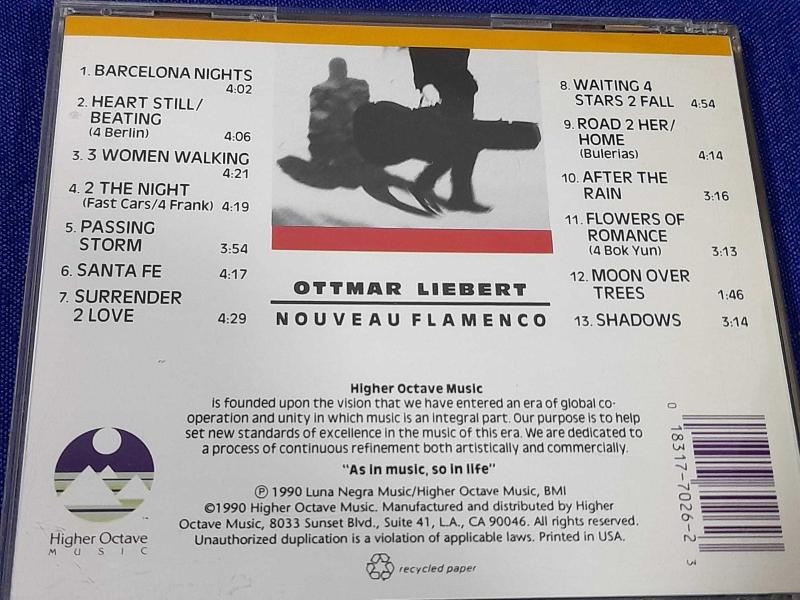 1. BARCELONA NIGHTS
4:02
2. HEART STILL/
BEATING
(4 Berlin) 4:06
3. 3 WOMEN WALKING
4:21
4. 2 THE NIGHT
(Fast Cars/4 Frank) 4:19
5. PASSING
STORM 3:54
6. SANTA FE 4:17
7. SURRENDER
2 LOVE 4:29
8. WAITING 4
STARS 2 FALL 4:54
9. ROAD 2 HER/
HOME
(Bulerias) 4:14
10. AFTER THE
RAIN 3:16
11. FLOWERS OF
ROMANCE
(4 Bok Yun) 3:13
12. MOON OVER
TREES 1:46
13. SHADOWS 3:14
OTTMAR LIEBERT
NOUVEAU FLAMENCO
Higher Octave Music
is founded upon the vision that we have entered an era of global co-
operation and unity in which music is an integral part. Our purpose is to help
set new standards of excellence in the music of this era. We are dedicated to
a process of continuous refinement both artistically and commercially.
"As in music, so in life"
℗ 1990 Luna Negra Music/Higher Octave Music, BMI
©1990 Higher Octave Music. Manufactured and distributed by Higher
Octave Music, 8033 Sunset Blvd., Suite 41, L.A., CA 90046. All rights reserved.
Unauthorized duplication is a violation of applicable laws. Printed in USA.
recycled paper
Higher Octave
MUSIC
0 18317-7026-2 3